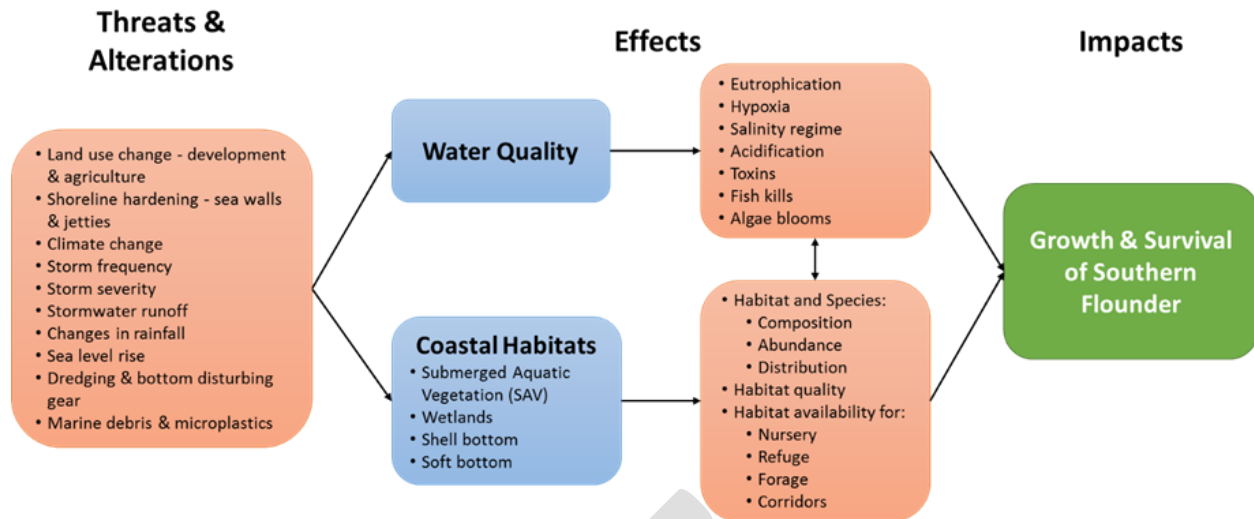 Threats &
Alterations
Effects
Impacts
• Land use change - development
& agriculture
• Shoreline hardening - sea walls
& jetties
• Climate change
• Storm frequency
• Storm severity
• Stormwater runoff
• Changes in rainfall
• Sea level rise
• Dredging & bottom disturbing
gear
• Marine debris & microplastics
Water Quality
• Eutrophication
• Hypoxia
• Salinity regime
• Acidification
• Toxins
• Fish kills
• Algae blooms
Coastal Habitats
• Submerged Aquatic
Vegetation (SAV)
• Wetlands
• Shell bottom
• Soft bottom
• Habitat and Species:
• Composition
• Abundance
• Distribution
• Habitat quality
• Habitat availability for:
• Nursery
• Refuge
• Forage
• Corridors
Growth & Survival
of Southern
Flounder